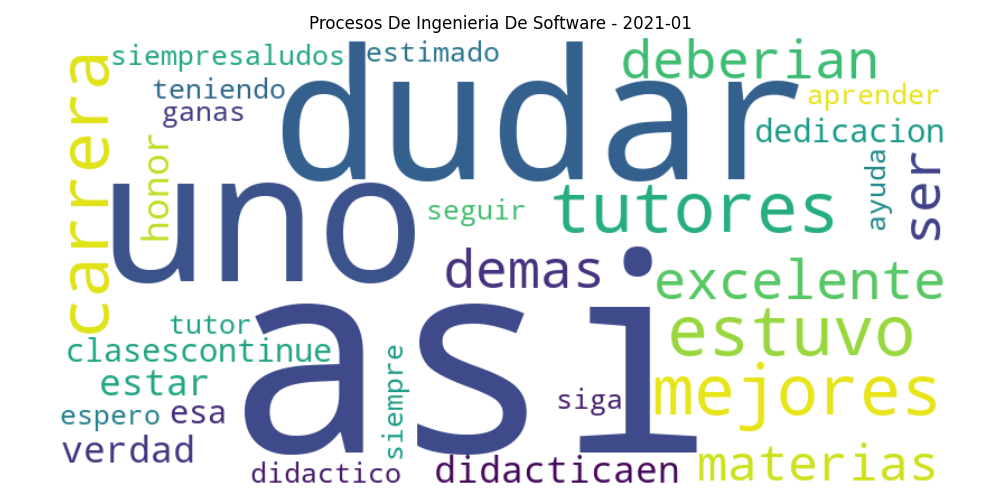 Procesos De Ingenieria De Software - 2021-01
siempresaludos
estimado
deberian
carrera
teniendo
dudar
aprender
ganas
dedicacion
honor
ayuda
ser
uno
seguir
tutores
demas
excelente
tutor
asi
estuvo
clasescontinue
siempre
estar
mejores
siga
espero
esa
verdad
didactico
didacticaen
materias